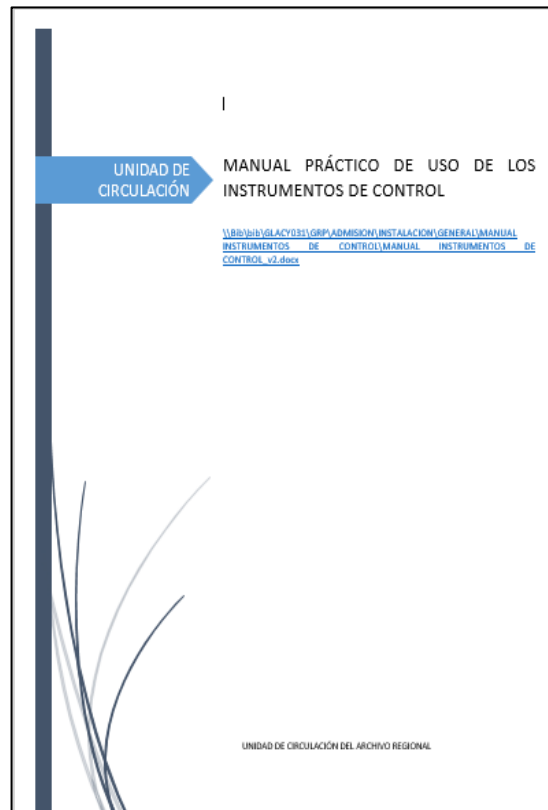 UNIDAD DE
CIRCULACIÓN
MANUAL PRÁCTICO DE USO DE LOS
INSTRUMENTOS DE CONTROL
\\Bib\bib\GLACY031\GRP\ADMISION\INSTALACION\GENERAL\MANUAL
INSTRUMENTOS DE CONTROL\MANUAL INSTRUMENTOS DE
CONTROL_v2.docx
UNIDAD DE CIRCULACIÓN DEL ARCHIVO REGIONAL